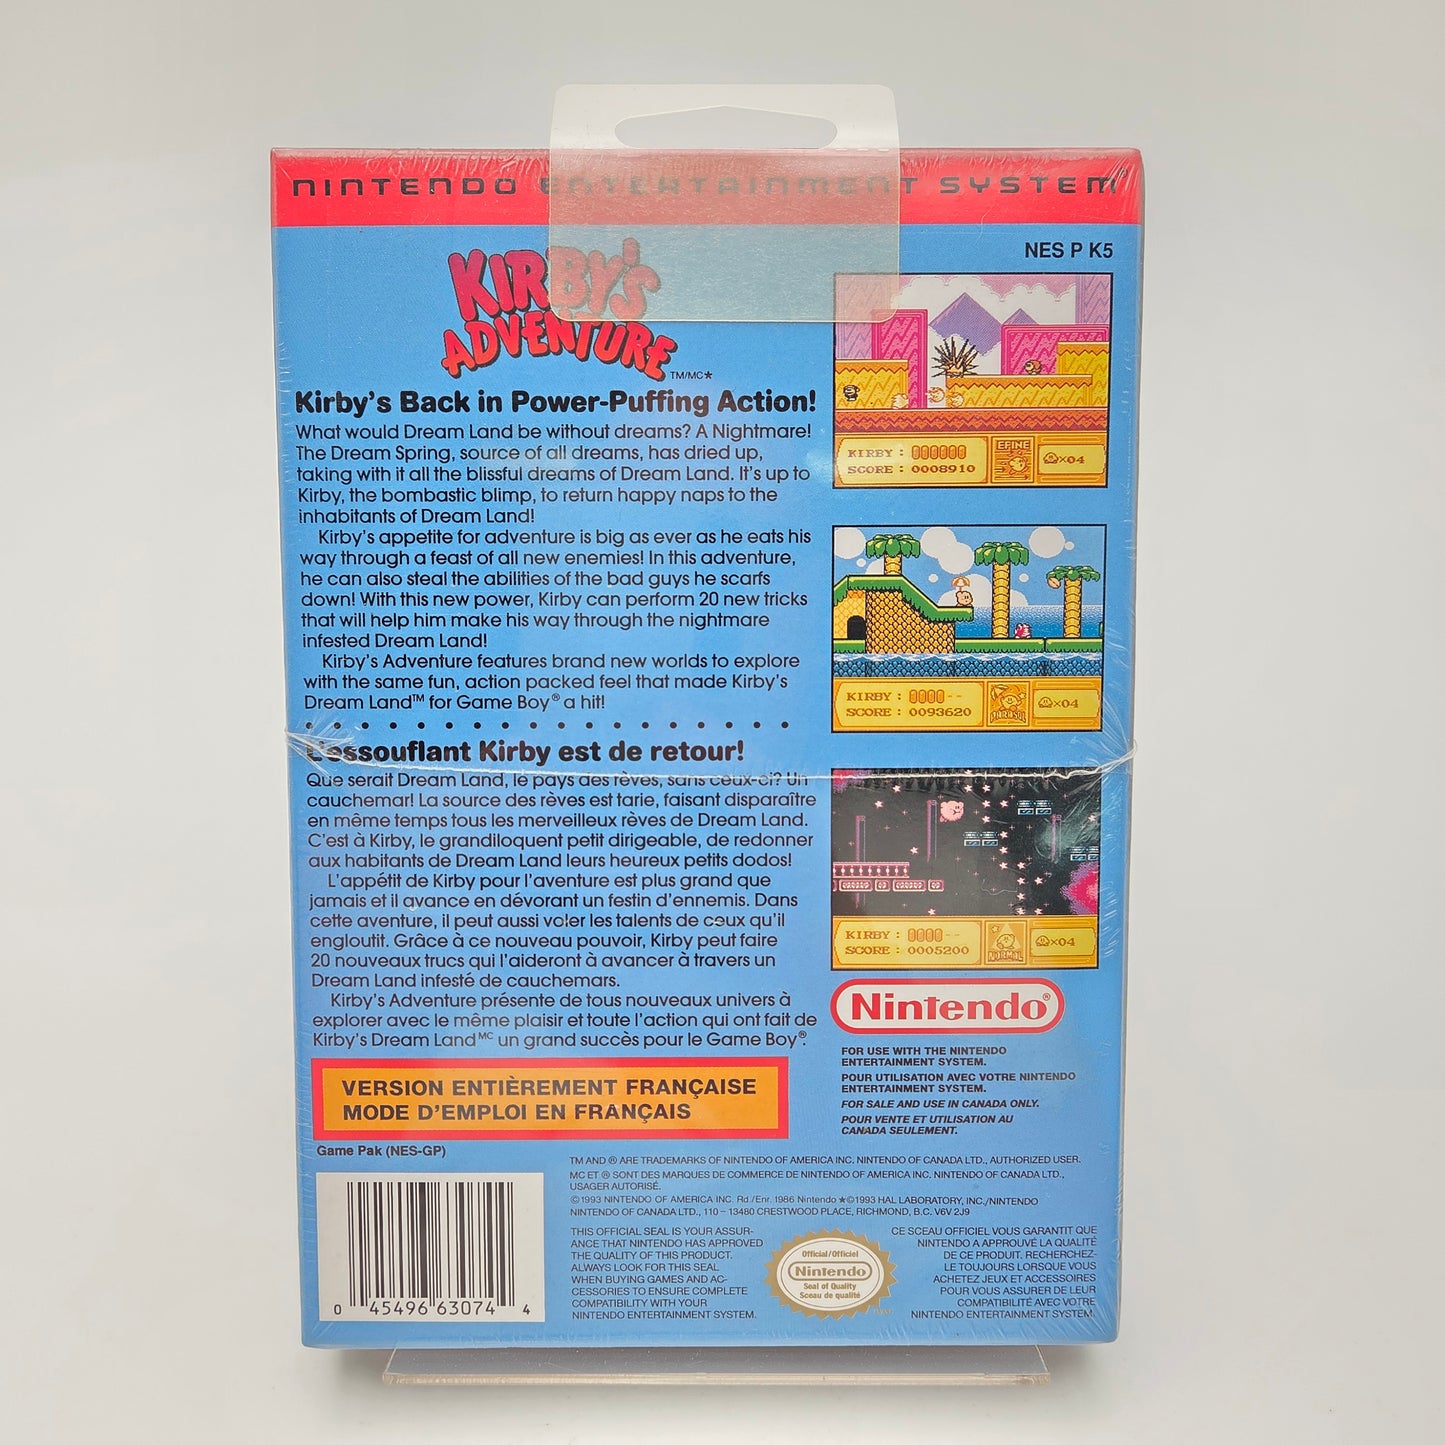 NINTENDO ENTERTAINMENT SYSTEM®
NES P K5
KIRBY'S
ADVENTURE
TM/MC★
Kirby's Back in Power-Puffing Action!
What would Dream Land be without dreams? A Nightmare!
The Dream Spring, source of all dreams, has dried up,
taking with it all the blissful dreams of Dream Land. It's up to
Kirby, the bombastic blimp, to return happy naps to the
inhabitants of Dream Land!
Kirby's appetite for adventure is big as ever as he eats his
way through a feast of all new enemies! In this adventure,
he can also steal the abilities of the bad guys he scarfs
down! With this new power, Kirby can perform 20 new tricks
that will help him make his way through the nightmare
infested Dream Land!
Kirby's Adventure features brand new worlds to explore
with the same fun, action packed feel that made Kirby's
Dream Land™ for Game Boy® a hit!
L'essouflant Kirby est de retour!
Que serait Dream Land, le pays des rèves, sans ceux-ci? Un
cauchemar! La source des rèves est tarie, faisant disparaître
en même temps tous les merveilleux rèves de Dream Land.
C'est à Kirby, le grandiloquent petit dirigeable, de redonner
aux habitants de Dream Land leurs heureux petits dodos!
L'appétit de Kirby pour l'aventure est plus grand que
jamais et il avance en dévorant un festin d'ennemis. Dans
cette aventure, il peut aussi voler les talents de ceux qu'il
engloutit. Grâce à ce nouveau pouvoir, Kirby peut faire
20 nouveaux trucs qui l'aideront à avancer à travers un
Dream Land infesté de cauchemars.
Kirby's Adventure présente de tous nouveaux univers à
explorer avec le même plaisir et toute l'action qui ont fait de
Kirby's Dream Land MC un grand succès pour le Game Boy®.
VERSION ENTIÈREMENT FRANÇAISE
MODE D'EMPLOI EN FRANÇAIS
Game Pak (NES-GP)
0 45496 63074 4
KIRBY :
SCORE : 0008910
EFINE
×04
KIRBY :
SCORE : 0093620
PARASOL
×04
KIRBY :
SCORE : 0005200
NORMAL
×04
Nintendo®
FOR USE WITH THE NINTENDO
ENTERTAINMENT SYSTEM.
POUR UTILISATION AVEC VOTRE NINTENDO
ENTERTAINMENT SYSTEM.
FOR SALE AND USE IN CANADA ONLY.
POUR VENTE ET UTILISATION AU
CANADA SEULEMENT.
TM AND ® ARE TRADEMARKS OF NINTENDO OF AMERICA INC. NINTENDO OF CANADA LTD., AUTHORIZED USER.
MC ET ® SONT DES MARQUES DE COMMERCE DE NINTENDO OF AMERICA INC. NINTENDO OF CANADA LTD.,
USAGER AUTORISÉ.
©1993 NINTENDO OF AMERICA INC. Rd /Enr. 1986 Nintendo ★©1993 HAL LABORATORY, INC./NINTENDO
NINTENDO OF CANADA LTD., 110 – 13480 CRESTWOOD PLACE, RICHMOND, B.C. V6V 2J9
THIS OFFICIAL SEAL IS YOUR ASSUR-
ANCE THAT NINTENDO HAS APPROVED
THE QUALITY OF THIS PRODUCT.
ALWAYS LOOK FOR THIS SEAL
WHEN BUYING GAMES AND AC-
CESSORIES TO ENSURE COMPLETE
COMPATIBILITY WITH YOUR
NINTENDO ENTERTAINMENT SYSTEM.
Official/Officiel
Nintendo
Seal of Quality
Sceau de qualité
CE SCEAU OFFICIEL VOUS GARANTIT QUE
NINTENDO A APPROUVÉ LA QUALITÉ
DE CE PRODUIT. RECHERCHEZ-
LE TOUJOURS LORSQUE VOUS
ACHETEZ JEUX ET ACCESSOIRES
POUR VOUS ASSURER DE LEUR
COMPATIBILITÉ AVEC VOTRE
NINTENDO ENTERTAINMENT SYSTEM.